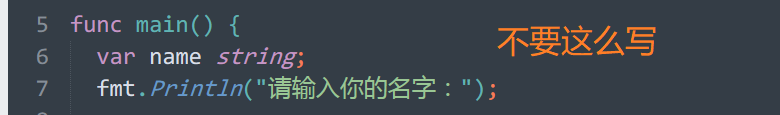 5 func main() {
不要这么写
6 var name string;
7 fmt.Println("请输入你的名字：");